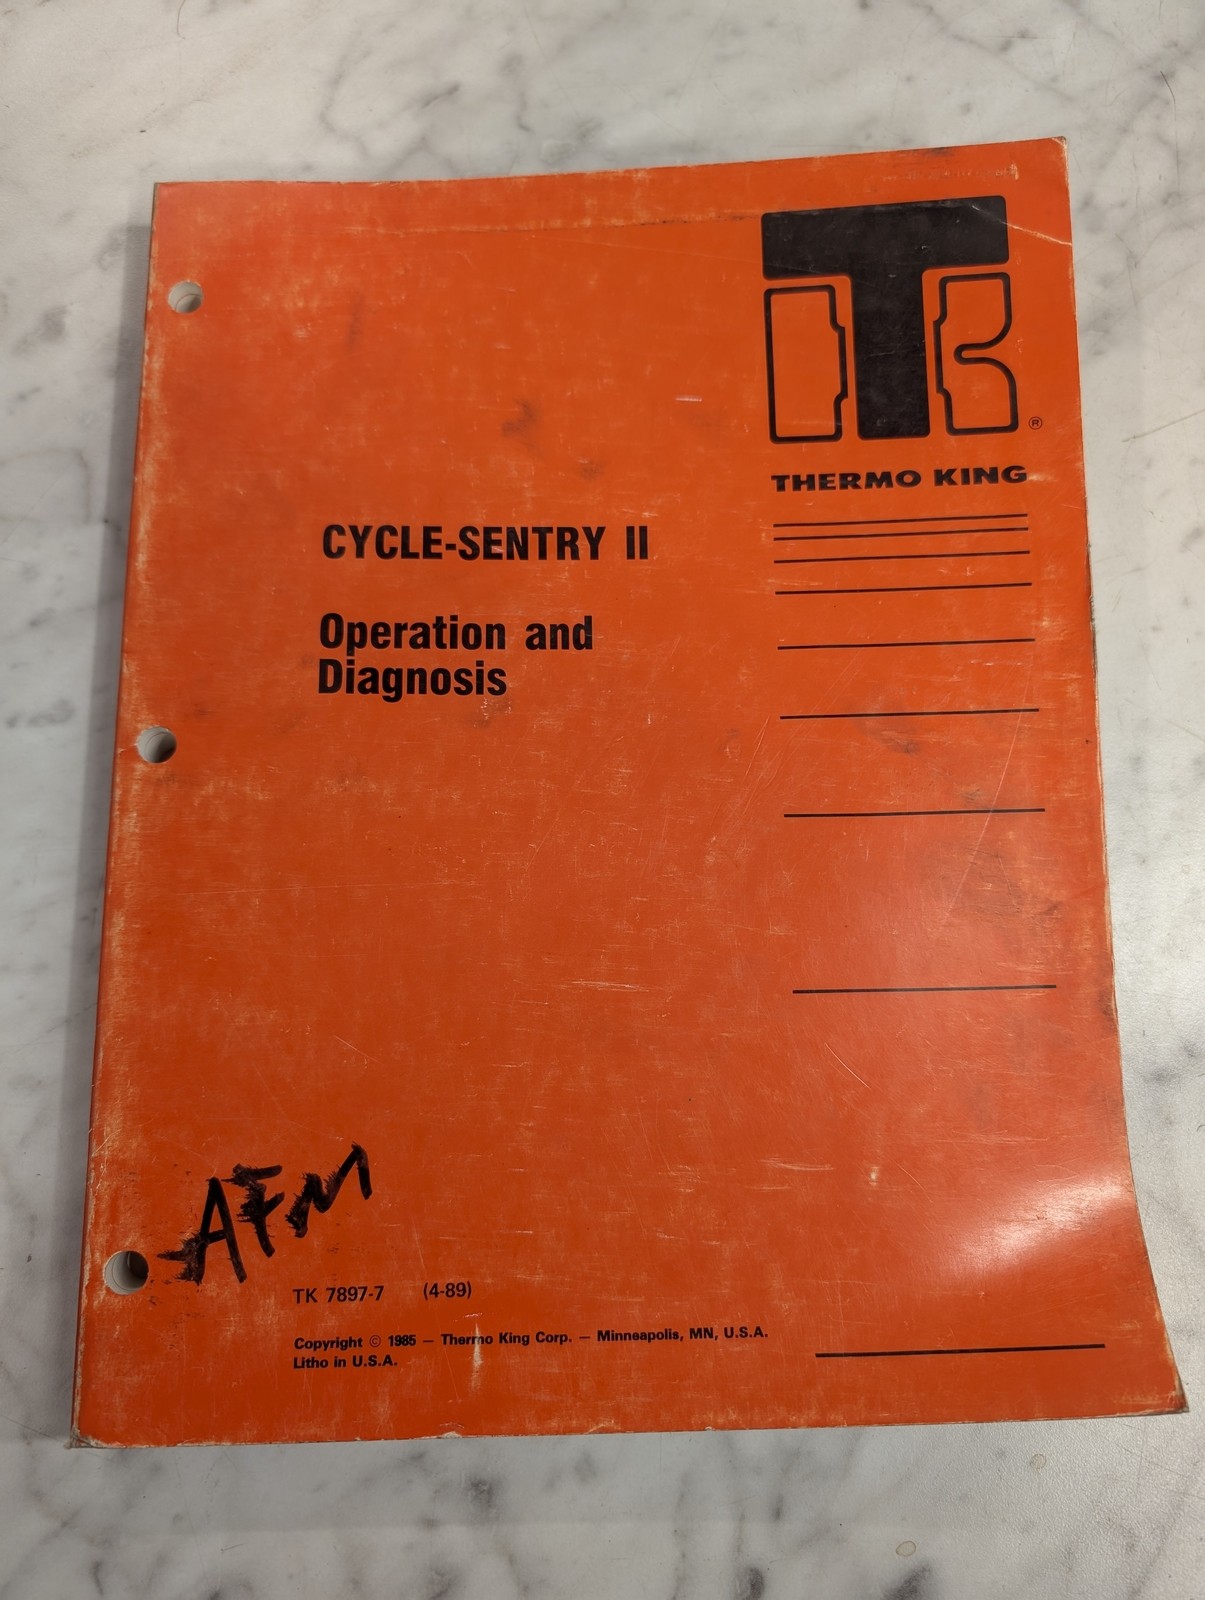 TK
®
THERMO KING
CYCLE-SENTRY II
Operation and
Diagnosis
AFM
TK 7897-7 (4-89)
Copyright © 1985 — Thermo King Corp. — Minneapolis, MN, U.S.A.
Litho in U.S.A.